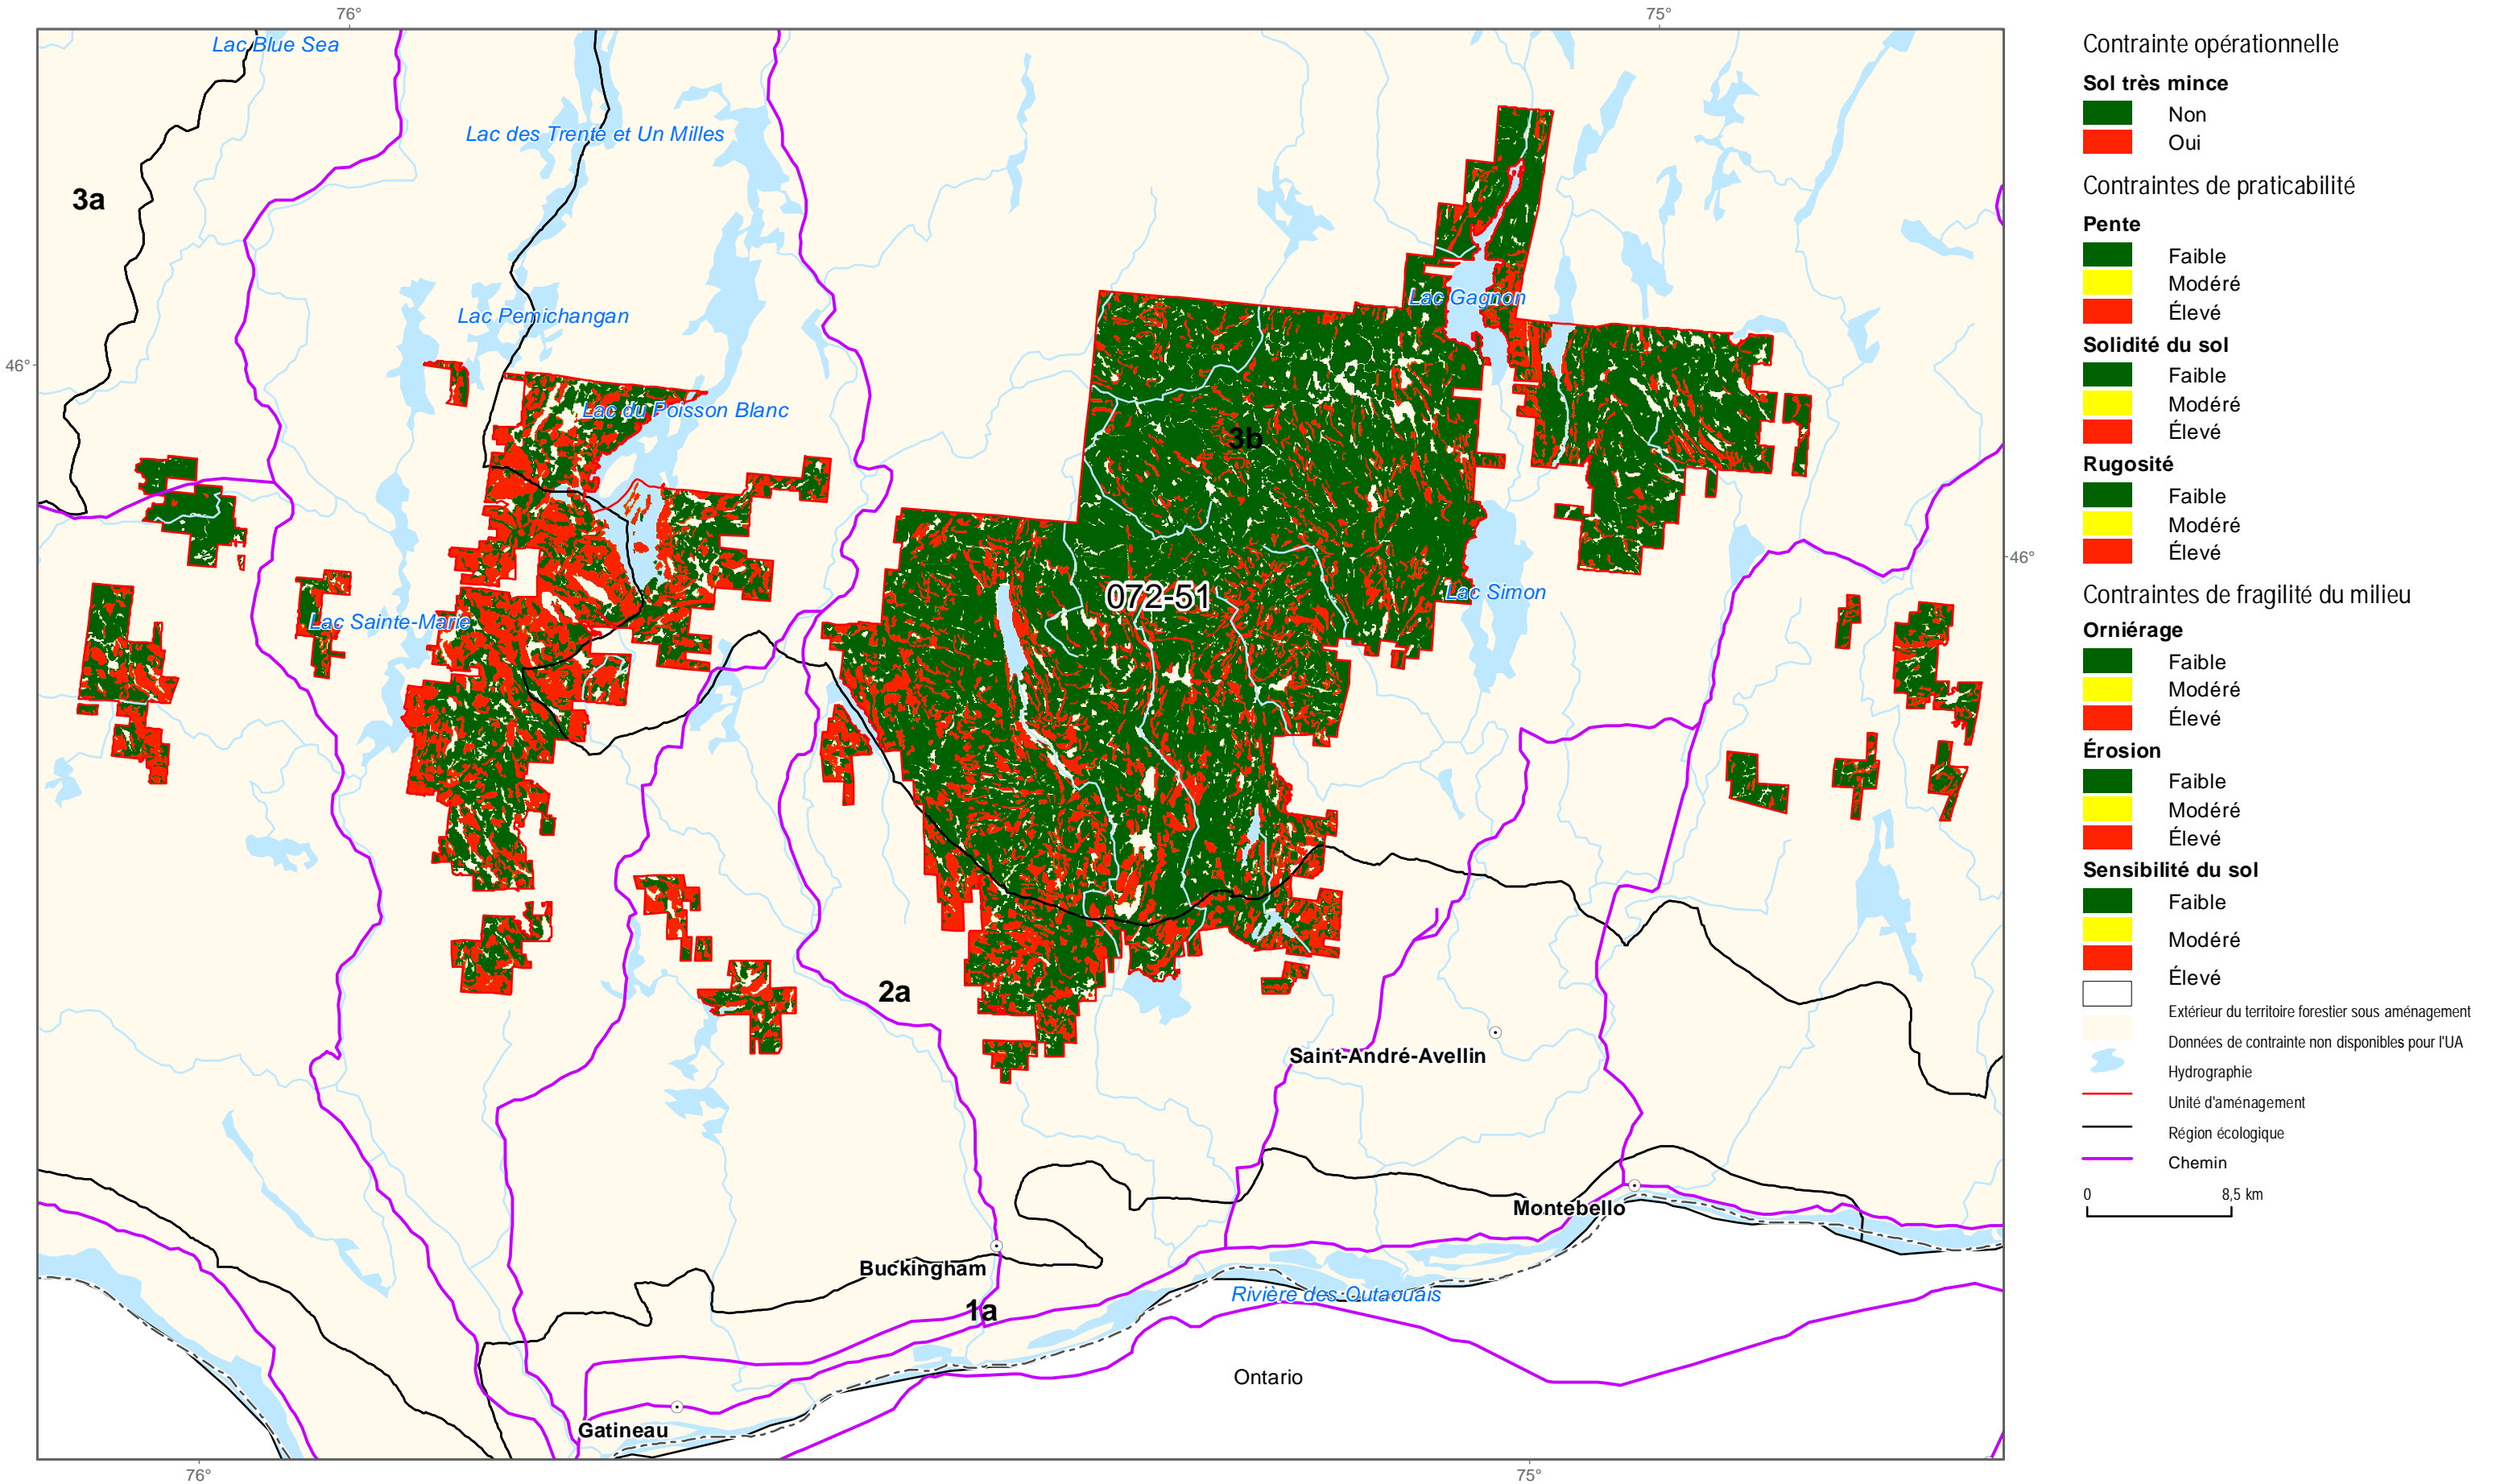 76°
75°
Lac Blue Sea
Lac des Trente et Un Milles
3a
Lac Pemichangan
Lac Gagnon
46°
Lac du Poisson Blanc
3b
46°
072-51
Lac Simon
Lac Sainte-Marie
2a
Saint-André-Avellin
Montebello
Buckingham
Rivière des Outaouais
1a
Ontario
Gatineau
76°
75°
Contrainte opérationnelle
Sol très mince
Non
Oui
Contraintes de praticabilité
Pente
Faible
Modéré
Élevé
Solidité du sol
Faible
Modéré
Élevé
Rugosité
Faible
Modéré
Élevé
Contraintes de fragilité du milieu
Orniérage
Faible
Modéré
Élevé
Érosion
Faible
Modéré
Élevé
Sensibilité du sol
Faible
Modéré
Élevé
Extérieur du territoire forestier sous aménagement
Données de contrainte non disponibles pour l'UA
Hydrographie
Unité d'aménagement
Région écologique
Chemin
0 8,5 km